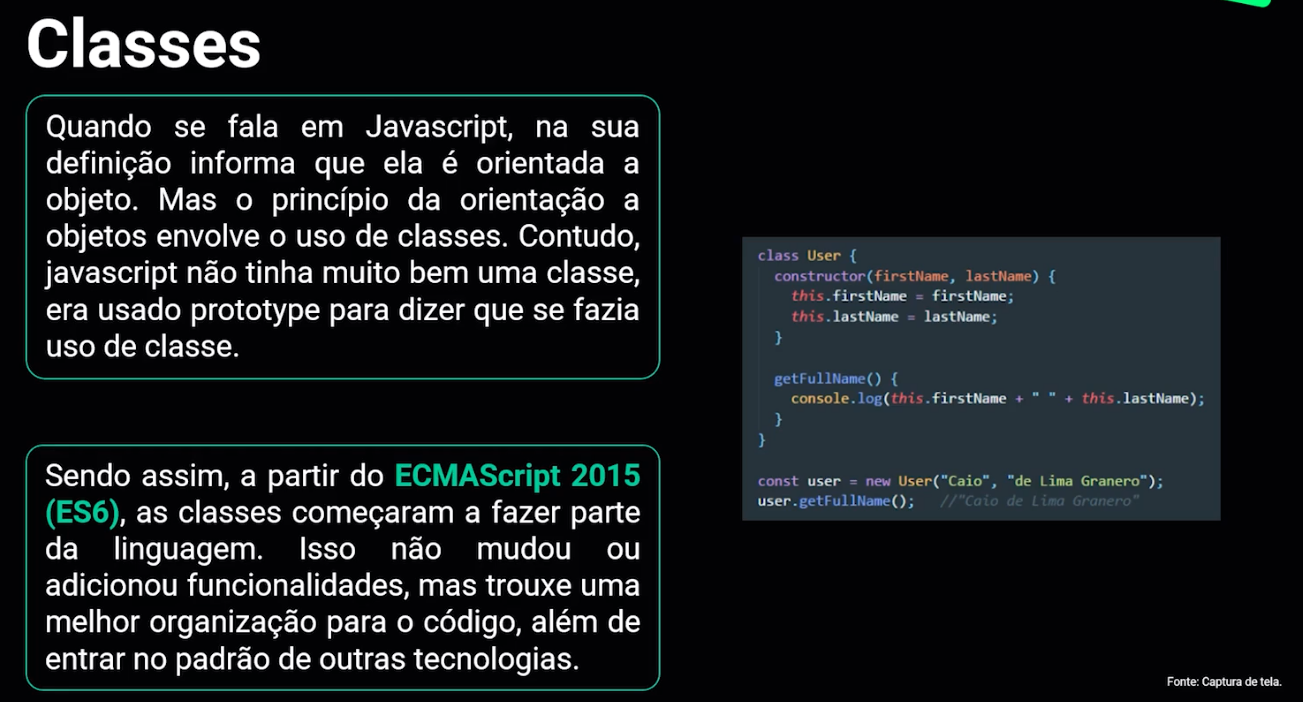 Classes
Quando se fala em Javascript, na sua
definição informa que ela é orientada a
objeto. Mas o princípio da orientação a
objetos envolve o uso de classes. Contudo,
javascript não tinha muito bem uma classe,
era usado prototype para dizer que se fazia
uso de classe.
Sendo assim, a partir do ECMAScript 2015
(ES6), as classes começaram a fazer parte
da linguagem. Isso não mudou ou
adicionou funcionalidades, mas trouxe uma
melhor organização para o código, além de
entrar no padrão de outras tecnologias.
class User {
constructor(firstName, lastName) {
this.firstName = firstName;
this.lastName = lastName;
}
getFullName() {
console.log(this.firstName + " " + this.lastName);
}
}
const user = new User("Caio", "de Lima Granero");
user.getFullName(); //"Caio de Lima Granero"
Fonte: Captura de tela.